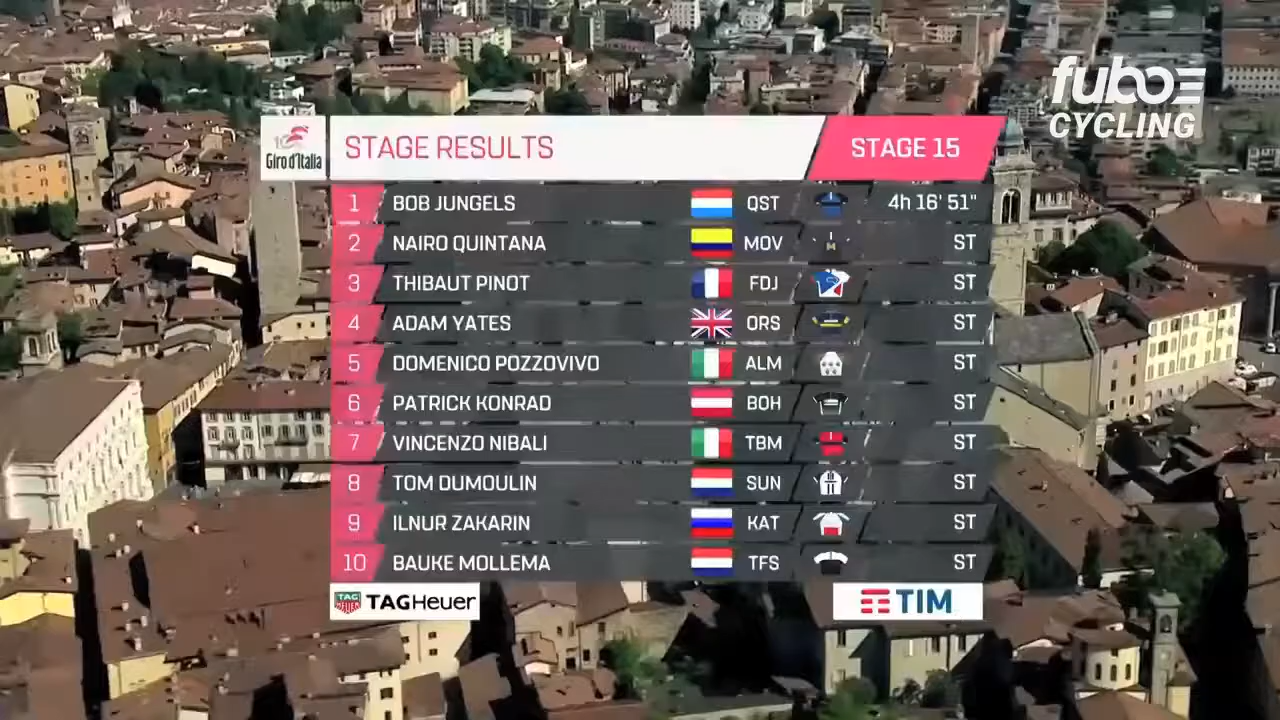 fubo
CYCLING
100
Giro d'Italia
STAGE RESULTS
STAGE 15
1 BOB JUNGELS QST 4h 16' 51"
2 NAIRO QUINTANA MOV ST
3 THIBAUT PINOT FDJ ST
4 ADAM YATES ORS ST
5 DOMENICO POZZOVIVO ALM ST
6 PATRICK KONRAD BOH ST
7 VINCENZO NIBALI TBM ST
8 TOM DUMOULIN SUN ST
9 ILNUR ZAKARIN KAT ST
10 BAUKE MOLLEMA TFS ST
TAG HEUER TAGHeuer
TIM